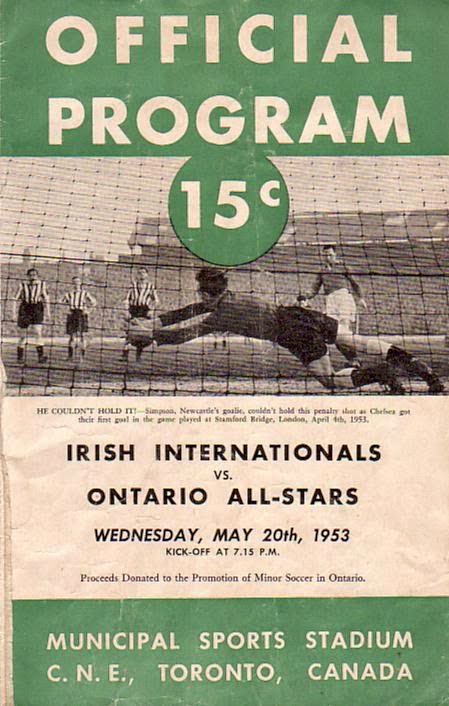 OFFICIAL
PROGRAM
15c
HE COULDN'T HOLD IT!—Simpson, Newcastle's goalie, couldn't hold this penalty shot as Chelsea got
their first goal in the game played at Stamford Bridge, London, April 4th, 1953.
IRISH INTERNATIONALS
VS.
ONTARIO ALL-STARS
WEDNESDAY, MAY 20th, 1953
KICK-OFF AT 7.15 P.M.
Proceeds Donated to the Promotion of Minor Soccer in Ontario.
MUNICIPAL SPORTS STADIUM
C. N. E., TORONTO, CANADA